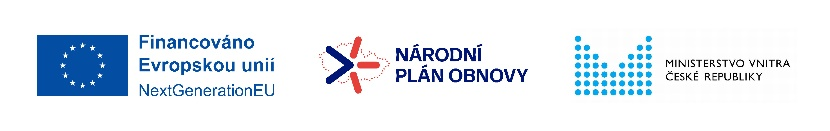 Financováno
Evropskou unií
NextGenerationEU
NÁRODNÍ
PLÁN OBNOVY
MINISTERSTVO VNITRA
ČESKÉ REPUBLIKY